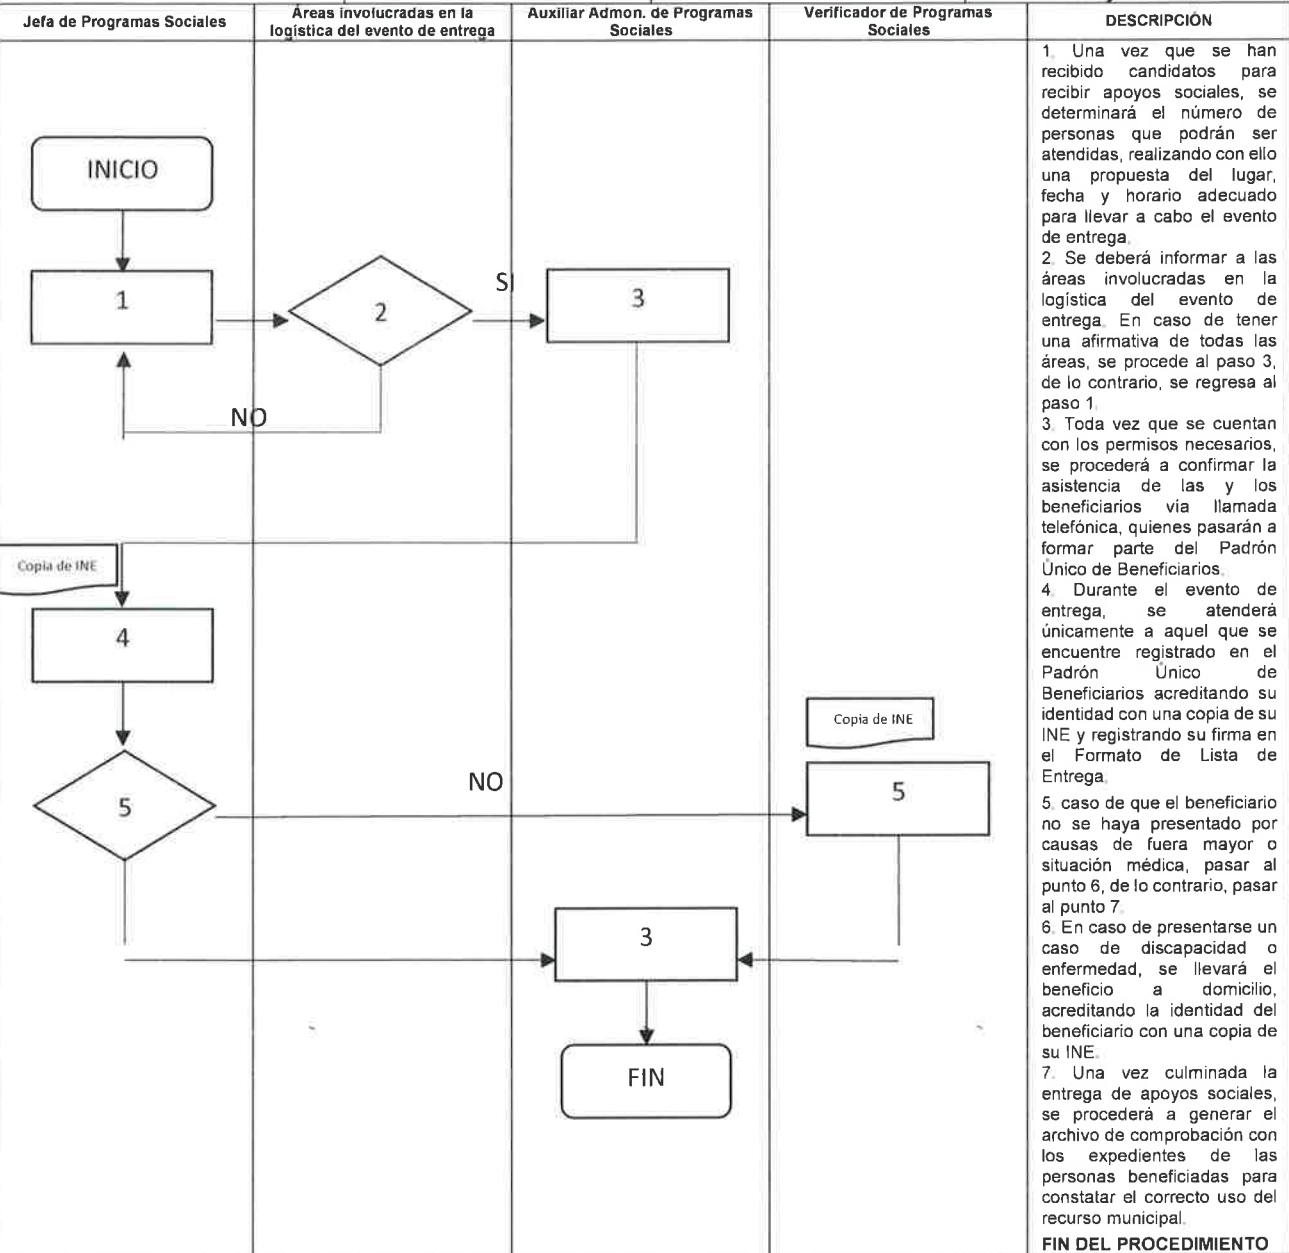 Jefa de Programas Sociales
Áreas involucradas en la
logística del evento de entrega
Auxiliar Admon. de Programas
Sociales
Verificador de Programas
Sociales
DESCRIPCIÓN
INICIO
1
2
SI
3
NO
Copia de INE
4
5
NO
Copia de INE
5
3
FIN
1. Una vez que se han
recibido candidatos para
recibir apoyos sociales, se
determinará el número de
personas que podrán ser
atendidas, realizando con ello
una propuesta del lugar,
fecha y horario adecuado
para llevar a cabo el evento
de entrega.
2. Se deberá informar a las
áreas involucradas en la
logística del evento de
entrega. En caso de tener
una afirmativa de todas las
áreas, se procede al paso 3,
de lo contrario, se regresa al
paso 1.
3. Toda vez que se cuentan
con los permisos necesarios,
se procederá a confirmar la
asistencia de las y los
beneficiarios vía llamada
telefónica, quienes pasarán a
formar parte del Padrón
Único de Beneficiarios.
4. Durante el evento de
entrega, se atenderá
únicamente a aquel que se
encuentre registrado en el
Padrón Único de
Beneficiarios acreditando su
identidad con una copia de su
INE y registrando su firma en
el Formato de Lista de
Entrega.
5. caso de que el beneficiario
no se haya presentado por
causas de fuera mayor o
situación médica, pasar al
punto 6, de lo contrario, pasar
al punto 7.
6. En caso de presentarse un
caso de discapacidad o
enfermedad, se llevará el
beneficio a domicilio,
acreditando la identidad del
beneficiario con una copia de
su INE.
7. Una vez culminada la
entrega de apoyos sociales,
se procederá a generar el
archivo de comprobación con
los expedientes de las
personas beneficiadas para
constatar el correcto uso del
recurso municipal.
FIN DEL PROCEDIMIENTO